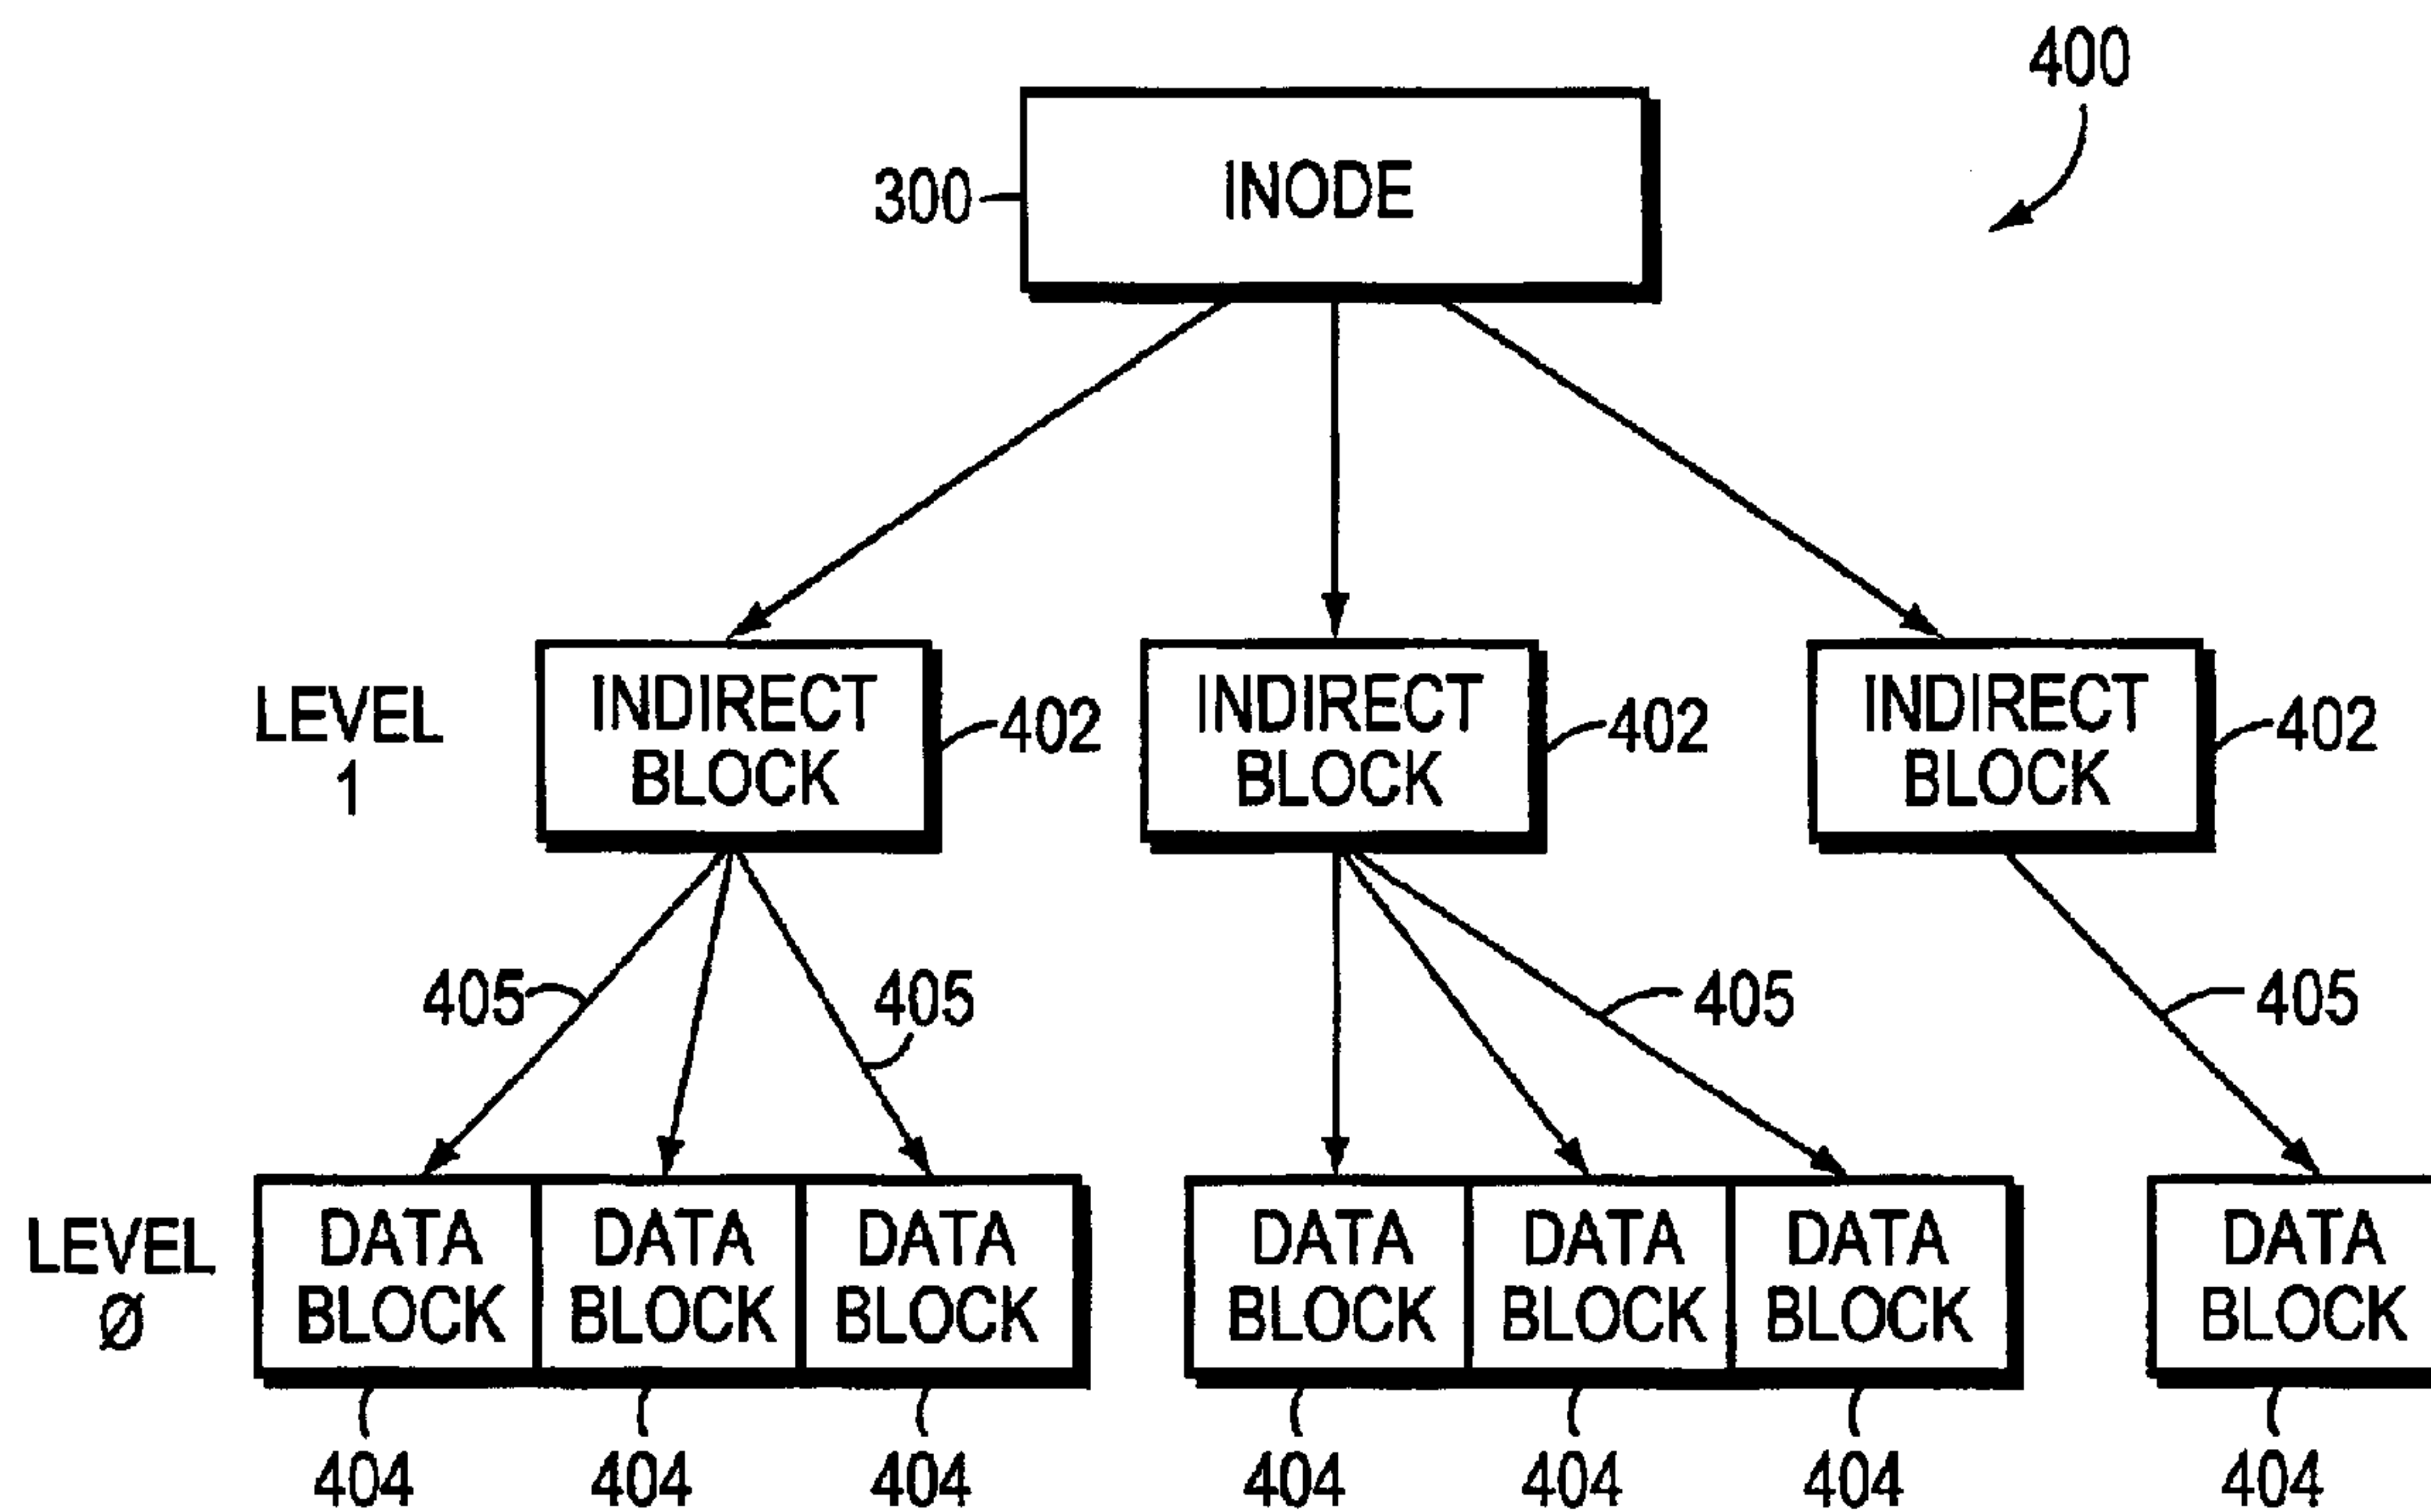 400
300
INODE
LEVEL
1
INDIRECT
BLOCK
402
INDIRECT
BLOCK
402
INDIRECT
BLOCK
402
405
405
405
405
LEVEL
Ø
DATA
BLOCK
DATA
BLOCK
DATA
BLOCK
DATA
BLOCK
DATA
BLOCK
DATA
BLOCK
DATA
BLOCK
404
404
404
404
404
404
404